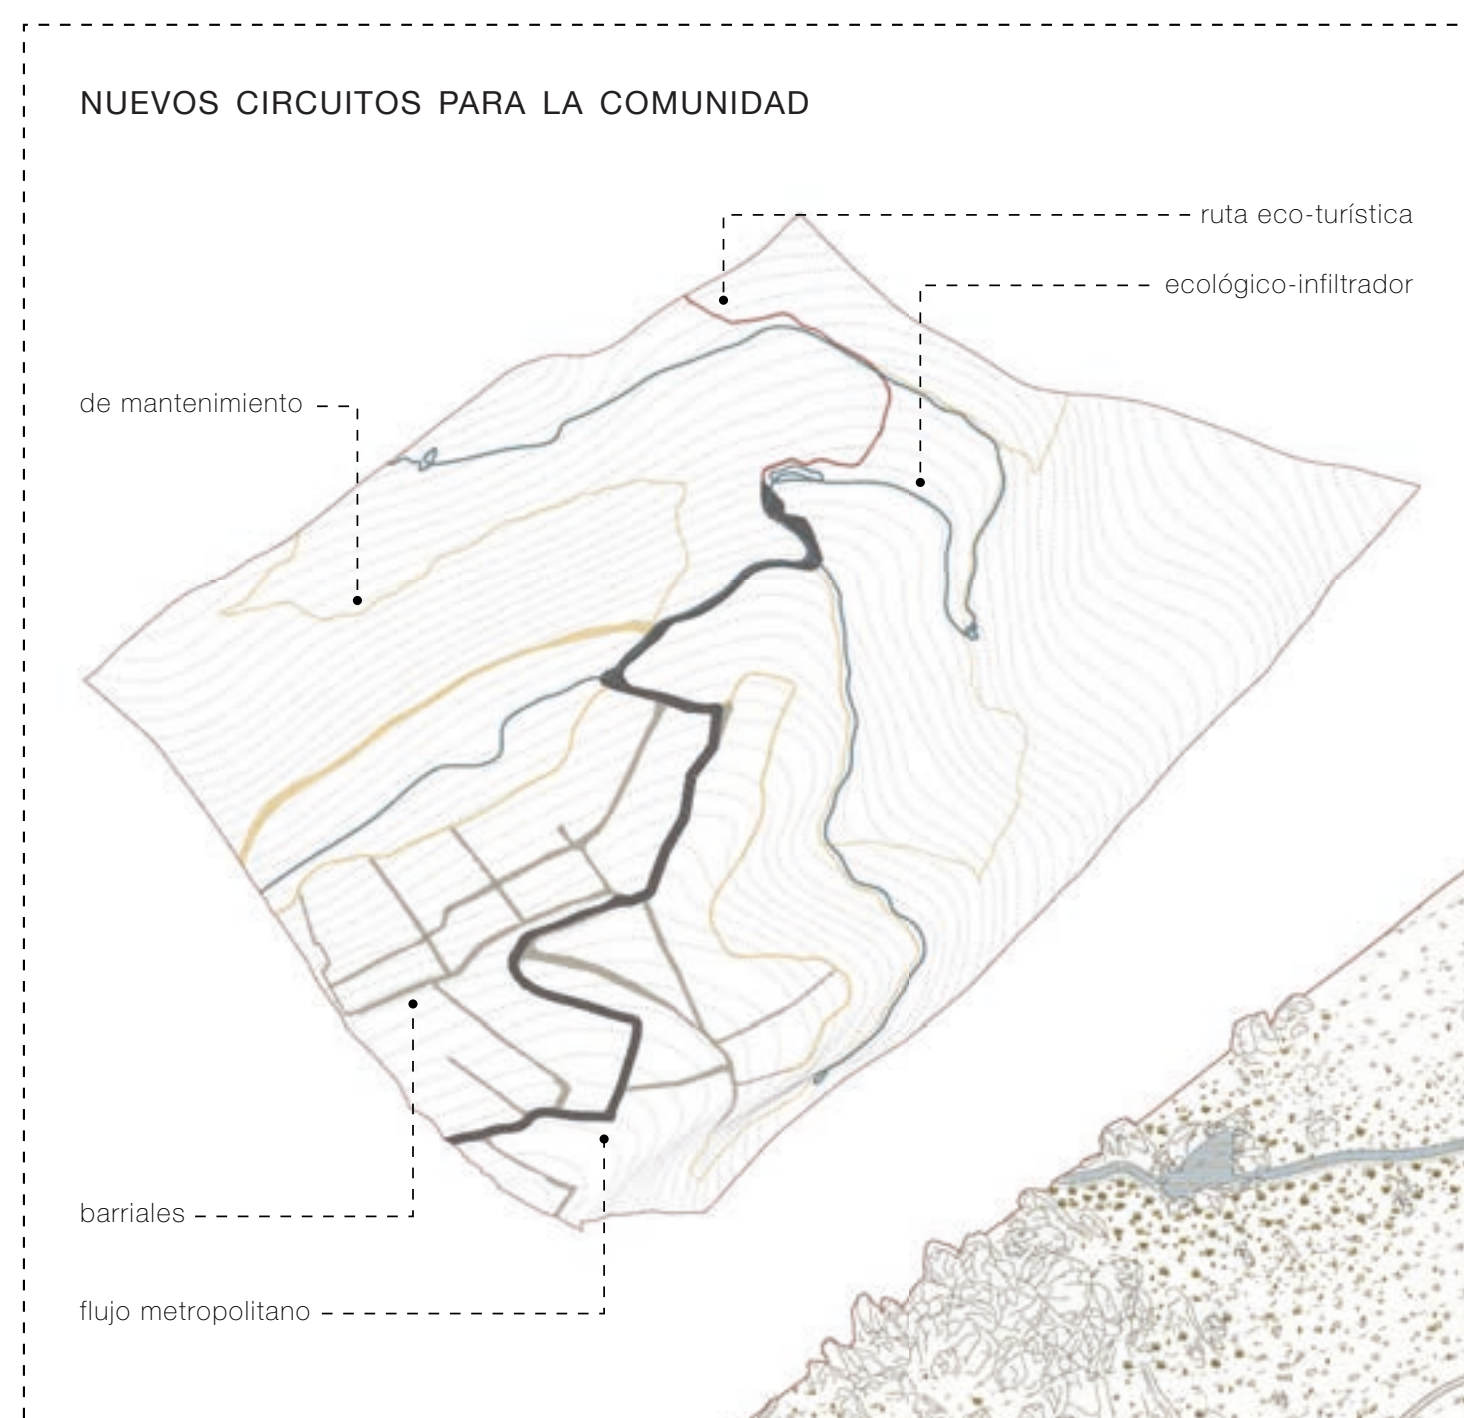 NUEVOS CIRCUITOS PARA LA COMUNIDAD
ruta eco-turística
ecológico-infiltrador
de mantenimiento
barriales
flujo metropolitano